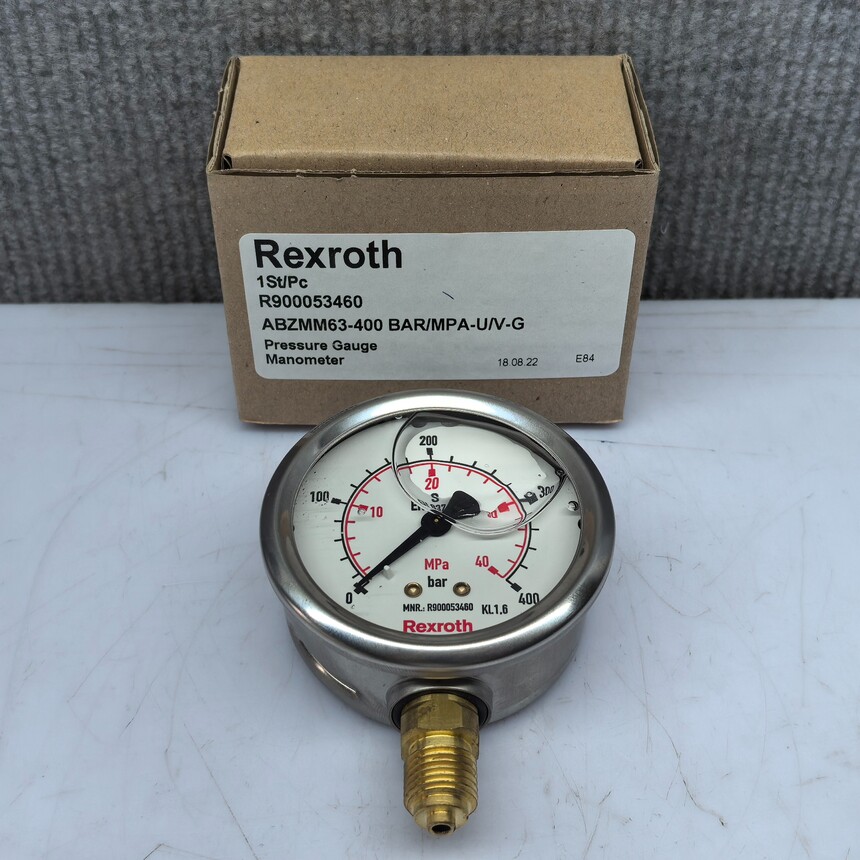 Rexroth
1St/Pc
R900053460
ABZMM63-400 BAR/MPA-U/V-G
Pressure Gauge
Manometer 18.08.22 E84
200
20
S
100 300
10
MPa 40
bar
0 400
MNR.: R900053460 KL1,6
Rexroth